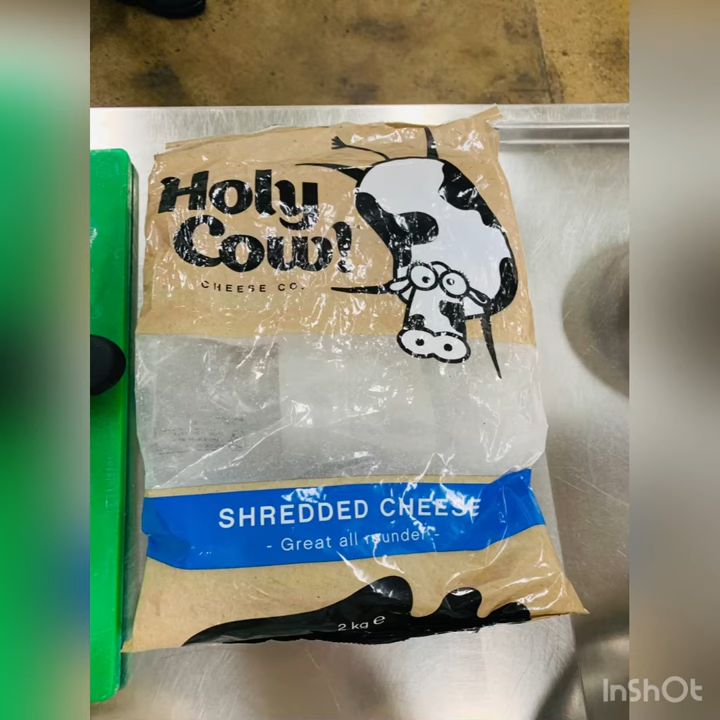 Holy
Cow!
CHEESE CO.
SHREDDED CHEESE
- Great all rounder -
2 kg e
InShOt